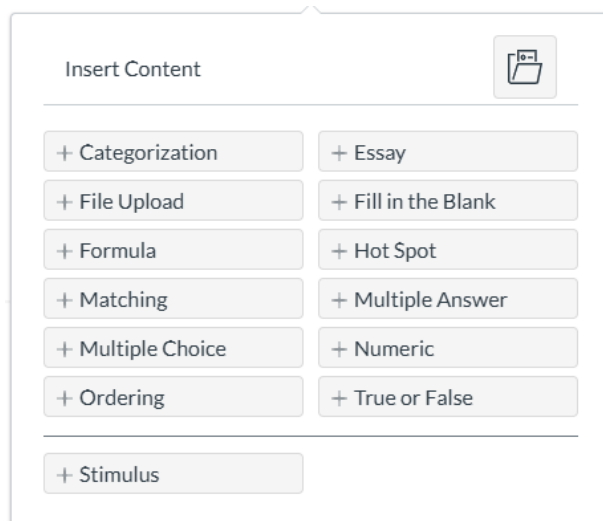 Insert Content
+ Categorization
+ Essay
+ File Upload
+ Fill in the Blank
+ Formula
+ Hot Spot
+ Matching
+ Multiple Answer
+ Multiple Choice
+ Numeric
+ Ordering
+ True or False
+ Stimulus